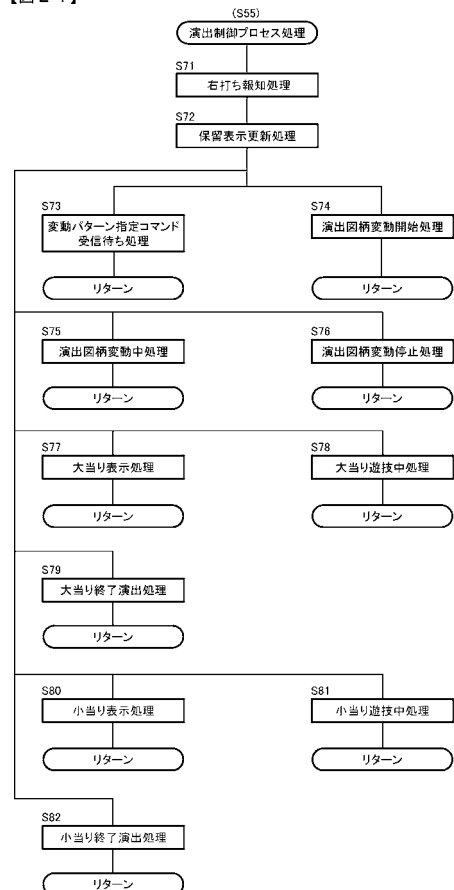 (S55)
演出制御プロセス処理
S71
右打ち報知処理
S72
保留表示更新処理
S73
変動パターン指定コマンド
受信待ち処理
リターン
S74
演出図柄変動開始処理
リターン
S75
演出図柄変動中処理
リターン
S76
演出図柄変動停止処理
リターン
S77
大当り表示処理
リターン
S78
大当り遊技中処理
リターン
S79
大当り終了演出処理
リターン
S80
小当り表示処理
リターン
S81
小当り遊技中処理
リターン
S82
小当り終了演出処理
リターン